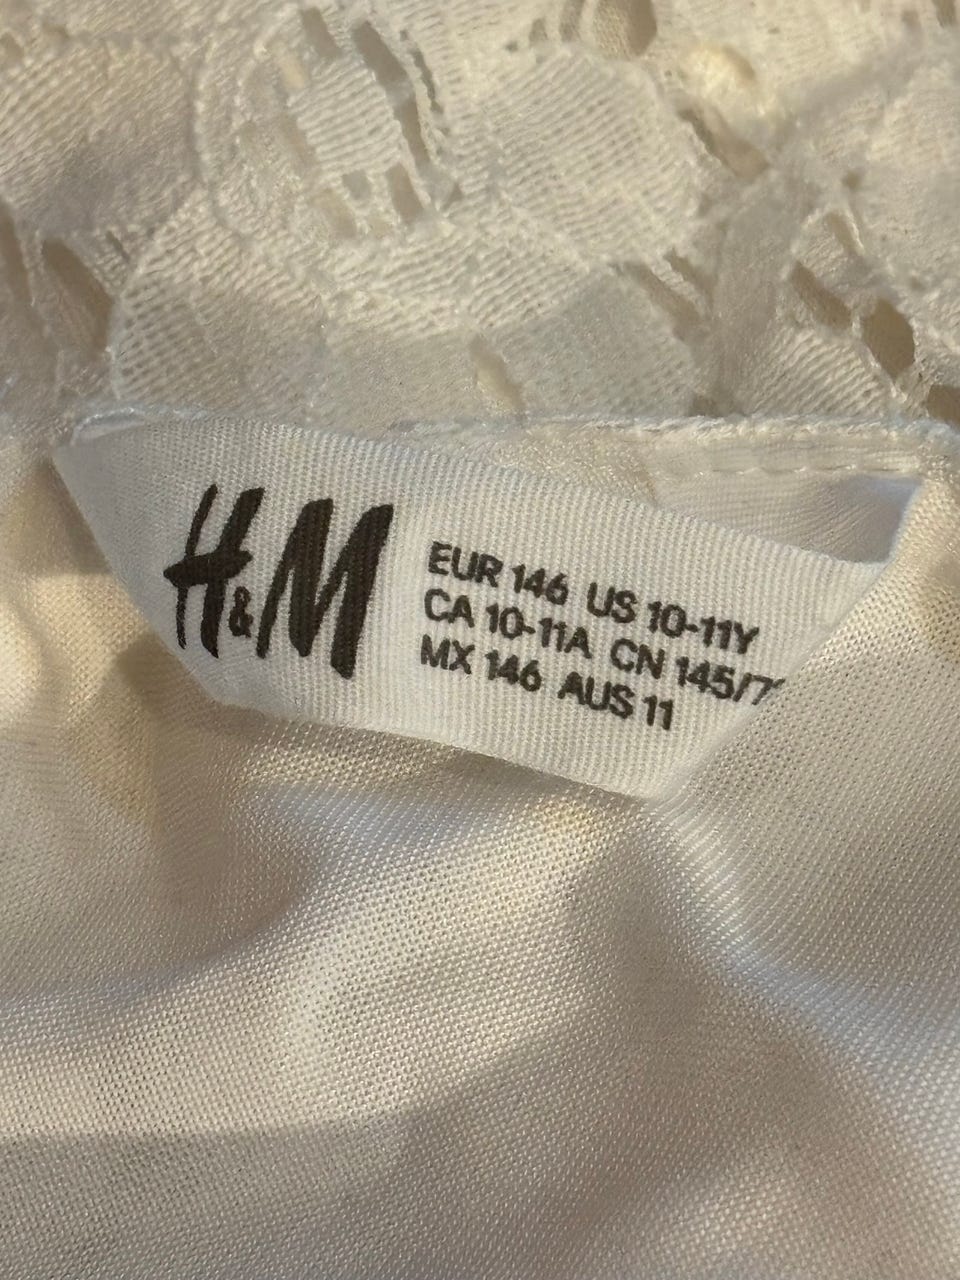 H&M
EUR 146 US 10-11Y
CA 10-11A CN 145/7
MX 146 AUS 11